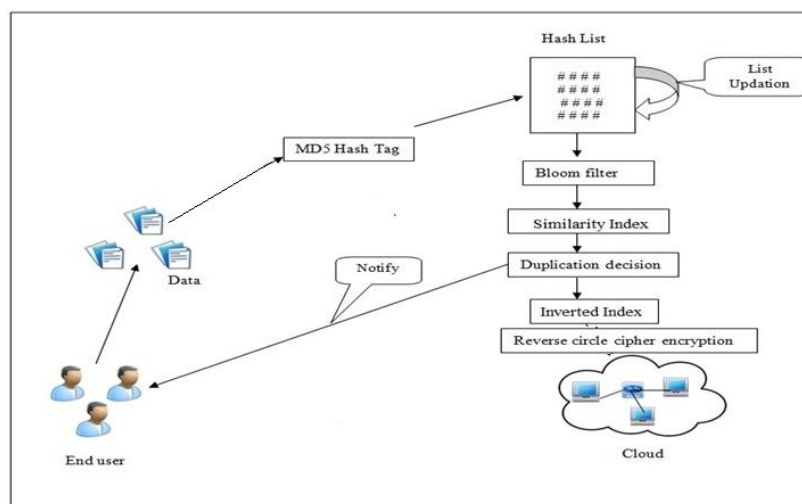 Hash List
# # # #
# # # #
# # # #
# # # #
List
Updation
MD5 Hash Tag
Bloom filter
Similarity Index
Duplication decision
Notify
Data
Inverted Index
Reverse circle cipher encryption
End user
Cloud